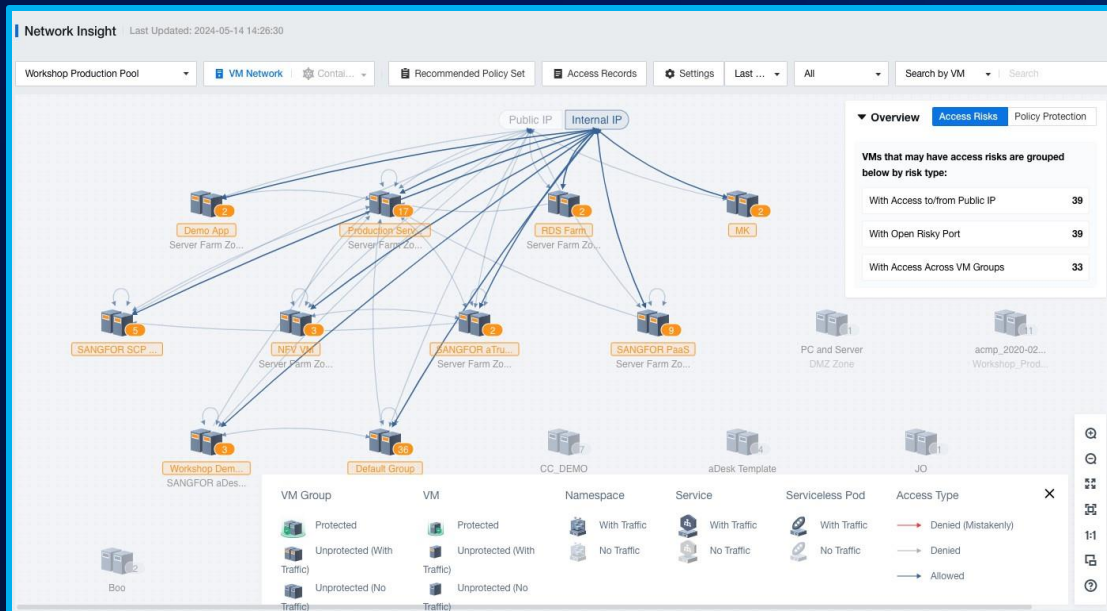 Network Insight Last Updated: 2024-05-14 14:26:30
Workshop Production Pool VM Network Contai... Recommended Policy Set Access Records Settings Last ... All Search by VM Search
Public IP Internal IP
Overview Access Risks Policy Protection
VMs that may have access risks are grouped
below by risk type:
With Access to/from Public IP 39
With Open Risky Port 39
With Access Across VM Groups 33
2 17 2 2
Demo App Production Serv... RDS Farm MK
Server Farm Zo... Server Farm Zo... Server Farm Zo...
5 3 2 9 1 11
SANGFOR SCP ... NFV VM SANGFOR aTru... SANGFOR PaaS PC and Server acmp_2020-02...
Server Farm Zo... Server Farm Zo... Server Farm Zo... DMZ Zone Workshop_Prod...
3 36 7 4 1
Workshop Dem... Default Group CC_DEMO aDesk Template JO
SANGFOR aDes...
VM Group VM Namespace Service Serviceless Pod Access Type
Protected Protected With Traffic With Traffic With Traffic Denied (Mistakenly)
Unprotected (With Unprotected (With No Traffic No Traffic No Traffic Denied
Traffic) Traffic) Allowed
Unprotected (No Unprotected (No
Traffic) Traffic)
2
Boo
1:1